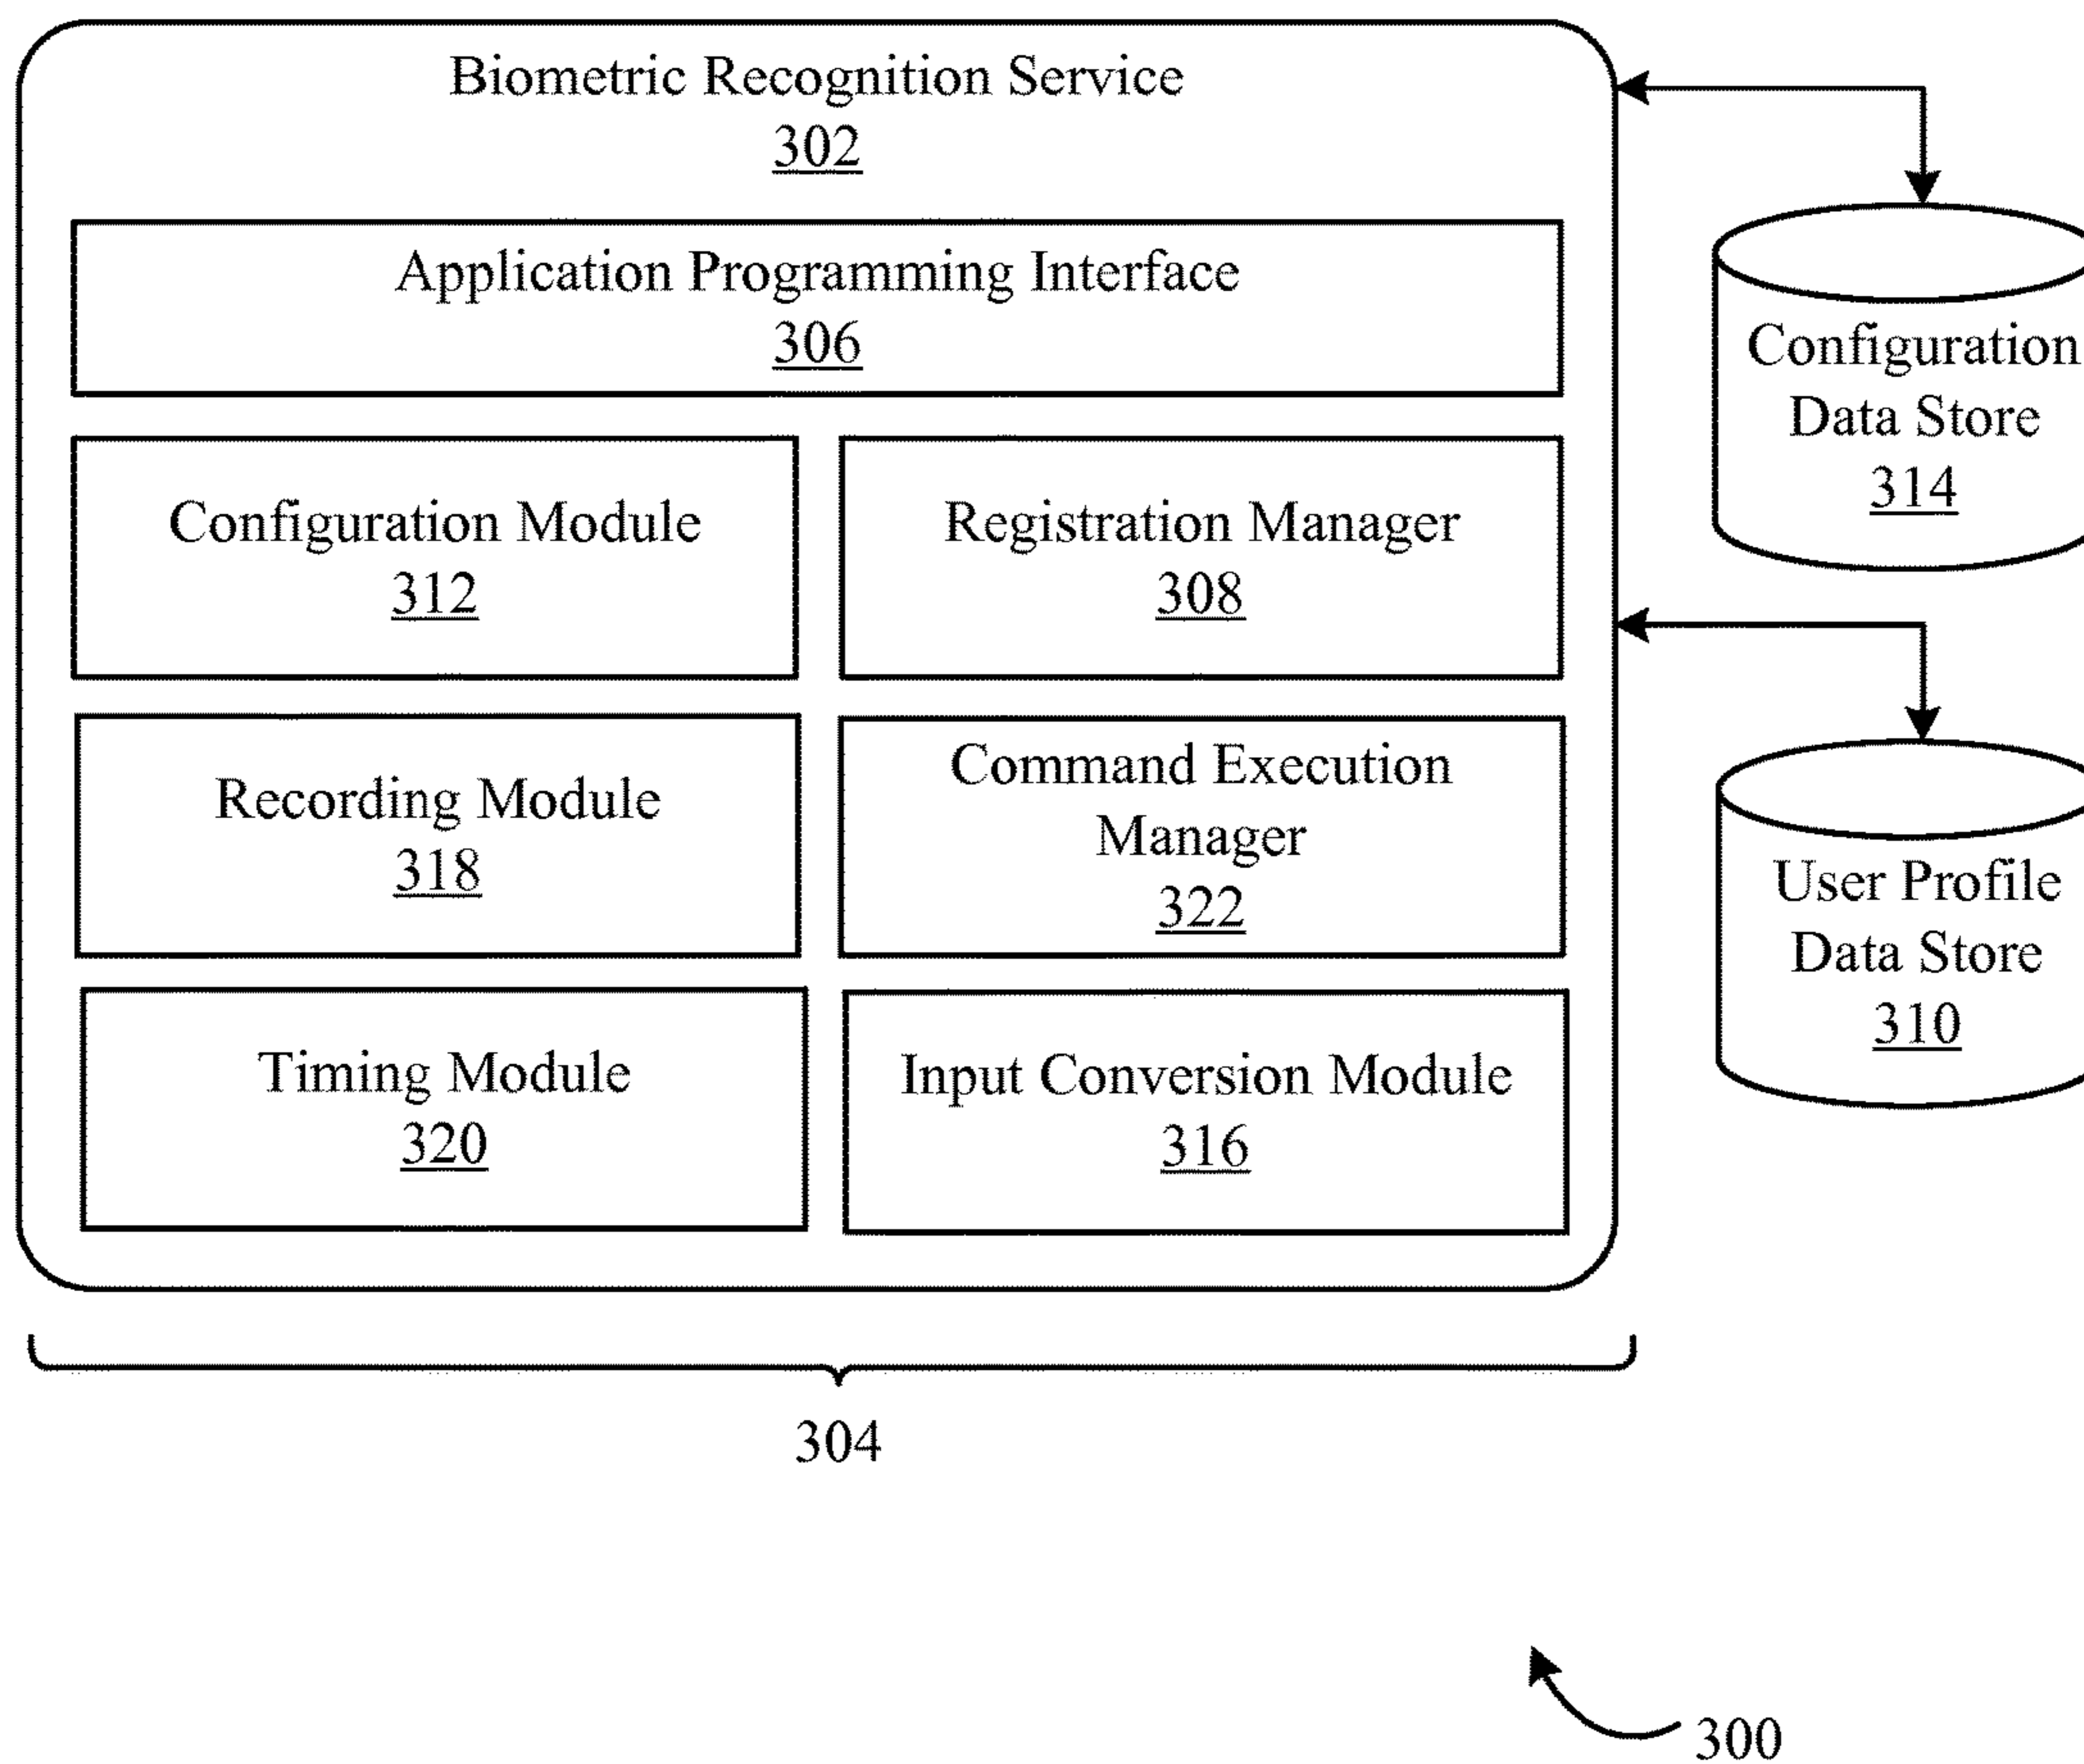 Biometric Recognition Service
302
Application Programming Interface
306
Configuration Module
312
Registration Manager
308
Recording Module
318
Command Execution
Manager
322
Timing Module
320
Input Conversion Module
316
Configuration
Data Store
314
User Profile
Data Store
310
304
300